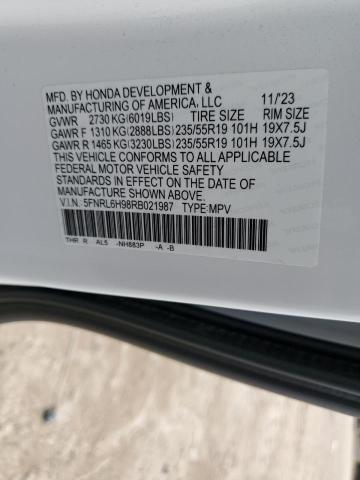 MFD. BY HONDA DEVELOPMENT &
MANUFACTURING OF AMERICA, LLC 11/'23
GVWR 2730 KG(6019LBS) TIRE SIZE RIM SIZE
GAWR F 1310 KG(2888LBS) 235/55R19 101H 19X7.5J
GAWR R 1465 KG(3230LBS) 235/55R19 101H 19X7.5J
THIS VEHICLE CONFORMS TO ALL APPLICABLE
FEDERAL MOTOR VEHICLE SAFETY
STANDARDS IN EFFECT ON THE DATE OF
MANUFACTURE SHOWN ABOVE.
V.I.N.: 5FNRL6H98RB021987 TYPE:MPV
THR R AL5 -NH883P -A -B